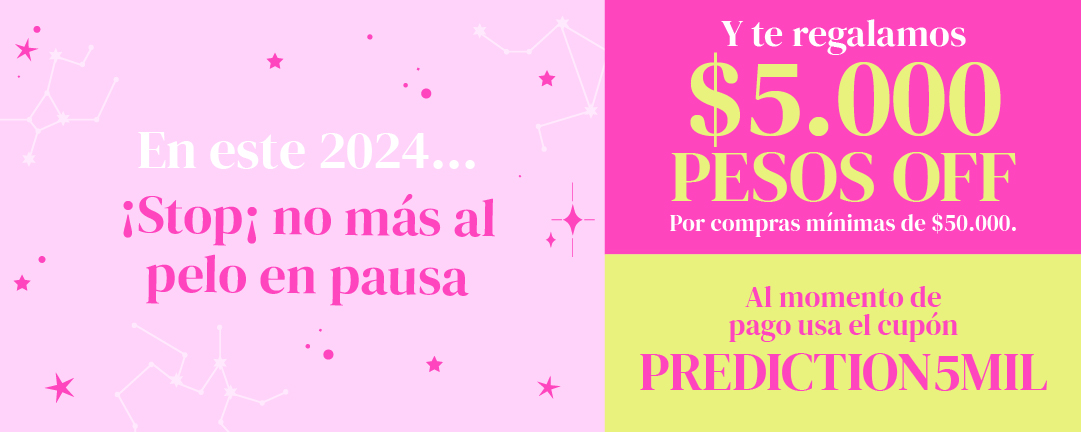 En este 2024...
¡Stop¡ no más al
pelo en pausa
Y te regalamos
$5.000
PESOS OFF
Por compras mínimas de $50.000.
Al momento de
pago usa el cupón
PREDICTION5MIL